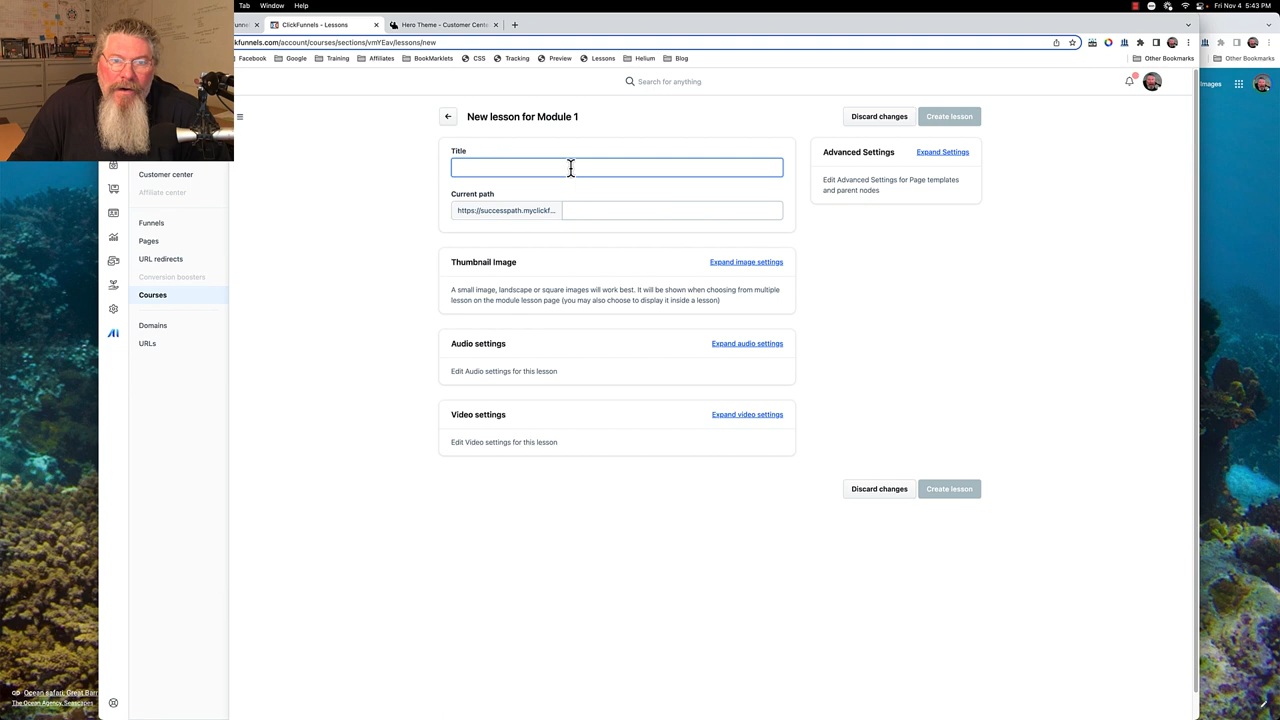 Tab
Window
Help
Fri Nov 4 5:43 PM
ClickFunnels - Lessons
Hero Theme - Customer Cent
ckfunnels.com/account/courses/sections/vmYEav/lessons/new
Facebook
Google
Training
Affiliates
BookMarklets
CSS
Tracking
Preview
Lessons
Helium
Blog
Other Bookmarks
Other Bookmarks
Search for anything
Images
New lesson for Module 1
Discard changes
Create lesson
Title
Current path
https://successpath.myclickf...
Advanced Settings
Expand Settings
Edit Advanced Settings for Page templates
and parent nodes
Customer center
Affiliate center
Funnels
Pages
URL redirects
Conversion boosters
Courses
Domains
URLs
Thumbnail Image
Expand image settings
A small image, landscape or square images will work best. It will be shown when choosing from multiple
lesson on the module lesson page (you may also choose to display it inside a lesson)
Audio settings
Expand audio settings
Edit Audio settings for this lesson
Video settings
Expand video settings
Edit Video settings for this lesson
Discard changes
Create lesson
Ocean safari, Great Barr
The Ocean Agency, Seascapes